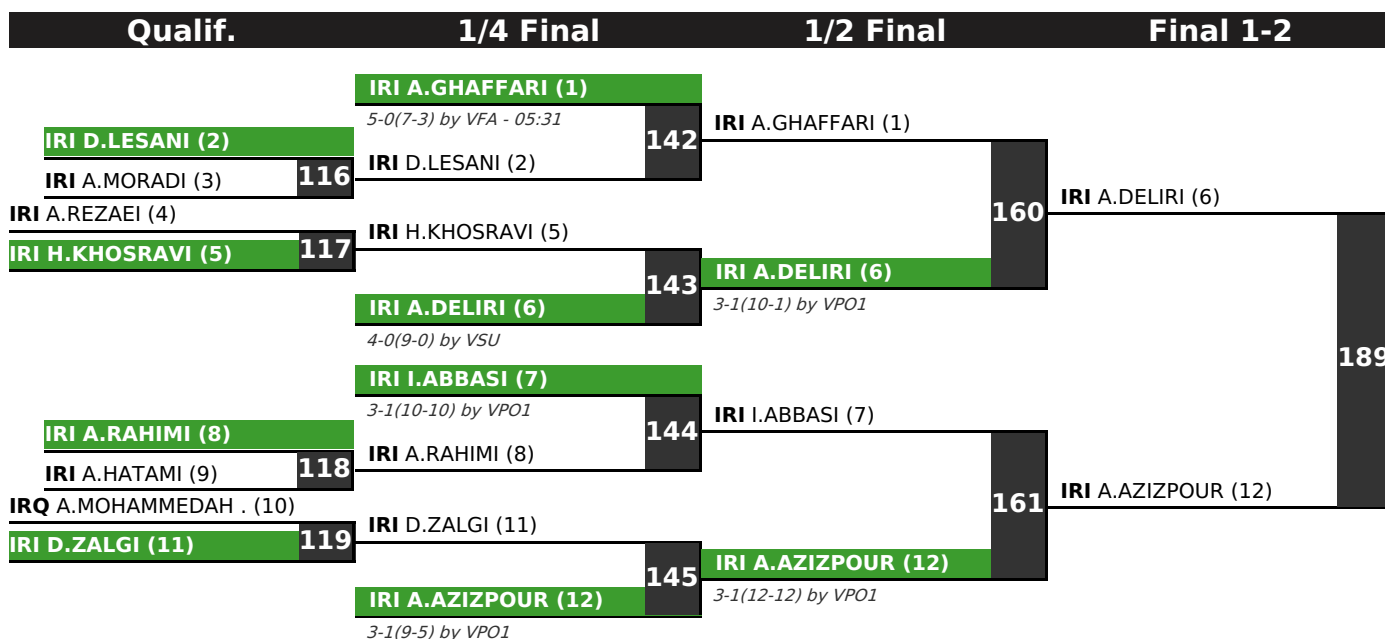 Qualif.
1/4 Final
1/2 Final
Final 1-2
IRI D.LESANI (2)
IRI A.MORADI (3)
116
IRI A.REZAEI (4)
IRI H.KHOSRAVI (5)
117
IRI A.RAHIMI (8)
IRI A.HATAMI (9)
118
IRQ A.MOHAMMEDAH . (10)
IRI D.ZALGI (11)
119
IRI A.GHAFFARI (1)
5-0(7-3) by VFA - 05:31
142
IRI D.LESANI (2)
IRI H.KHOSRAVI (5)
143
IRI A.DELIRI (6)
4-0(9-0) by VSU
IRI I.ABBASI (7)
3-1(10-10) by VPO1
144
IRI A.RAHIMI (8)
IRI D.ZALGI (11)
145
IRI A.AZIZPOUR (12)
3-1(9-5) by VPO1
IRI A.GHAFFARI (1)
160
IRI A.DELIRI (6)
3-1(10-1) by VPO1
IRI I.ABBASI (7)
161
IRI A.AZIZPOUR (12)
3-1(12-12) by VPO1
IRI A.DELIRI (6)
189
IRI A.AZIZPOUR (12)